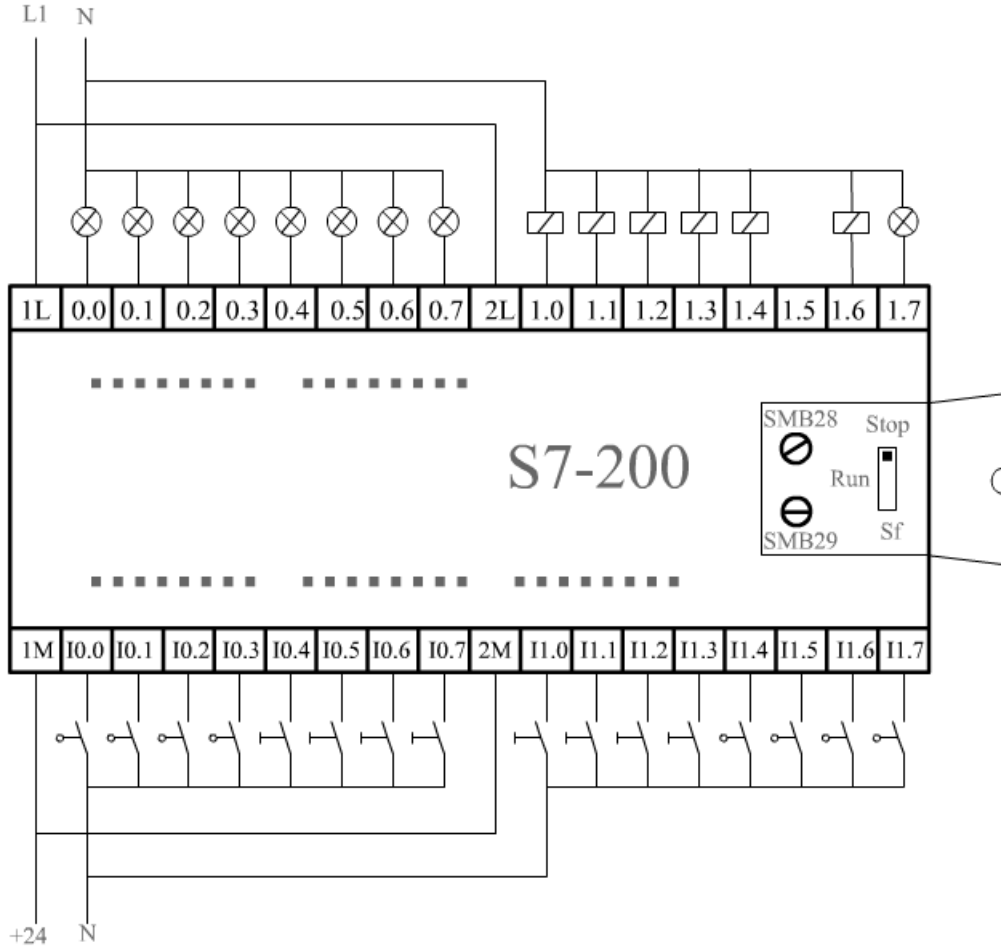 L1 N
1L 0.0 0.1 0.2 0.3 0.4 0.5 0.6 0.7 2L 1.0 1.1 1.2 1.3 1.4 1.5 1.6 1.7
SMB28 Stop
S7-200
Run
SMB29 Sf
1M I0.0 I0.1 I0.2 I0.3 I0.4 I0.5 I0.6 I0.7 2M I1.0 I1.1 I1.2 I1.3 I1.4 I1.5 I1.6 I1.7
+24 N